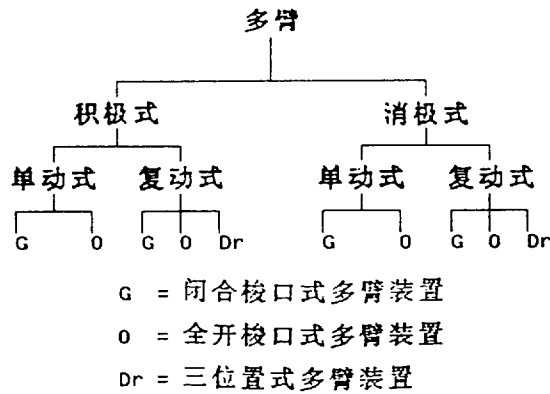 多臂
积极式 消极式
单动式 复动式 单动式 复动式
G O G O Dr G O G O Dr
G = 闭合梭口式多臂装置
O = 全开梭口式多臂装置
Dr = 三位置式多臂装置